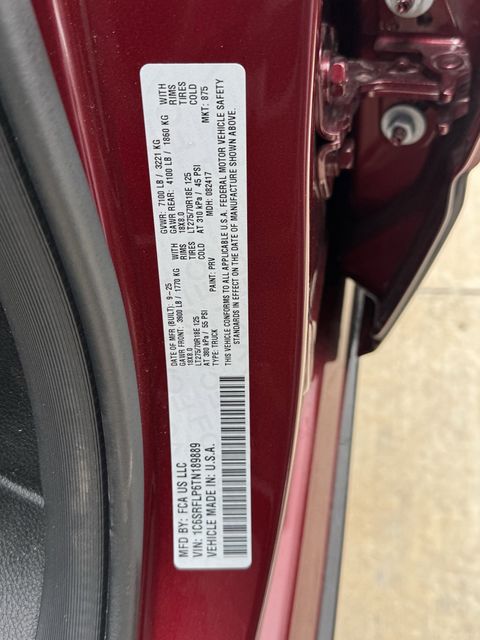 MFD BY: FCA US LLC
VIN: 1C6SRFLP6TN189889
VEHICLE MADE IN: U.S.A.
DATE OF MFR (BUILT): 9-25
GAWR FRONT: 3900 LB / 1770 KG WITH
18X8.0 RIMS
LT275/70R18E 125 TIRES
AT 380 kPa / 55 PSI COLD
TYPE: TRUCK PAINT: PRV
GVWR: 7100 LB / 3221 KG
GAWR REAR: 4100 LB / 1860 KG WITH
18X8.0 RIMS
LT275/70R18E 125 TIRES
AT 310 kPa / 45 PSI COLD
MDH: 082417 MKT: 875
THIS VEHICLE CONFORMS TO ALL APPLICABLE U.S.A. FEDERAL MOTOR VEHICLE SAFETY
STANDARDS IN EFFECT ON THE DATE OF MANUFACTURE SHOWN ABOVE.